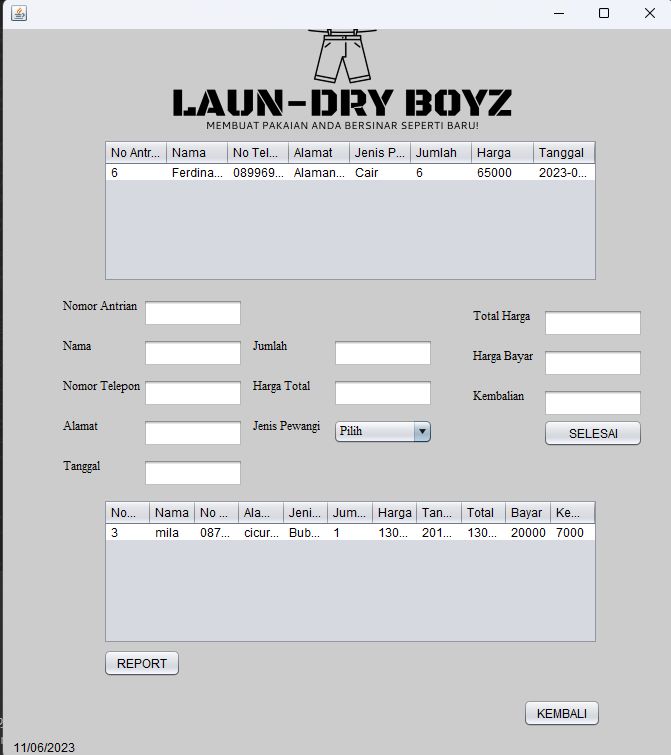 LAUN-DRY BOYZ
MEMBUAT PAKAIAN ANDA BERSINAR SEPERTI BARU!
No Antr... Nama No Tel... Alamat Jenis P... Jumlah Harga Tanggal
6 Ferdina... 089969... Alaman... Cair 6 65000 2023-0...
Nomor Antrian
Total Harga
Nama Jumlah
Harga Bayar
Nomor Telepon Harga Total
Kembalian
Alamat Jenis Pewangi Pilih
SELESAI
Tanggal
No... Nama No ... Ala... Jeni... Jum... Harga Tan... Total Bayar Ke...
3 mila 087... cicur... Bub... 1 130... 201... 130... 20000 7000
REPORT
KEMBALI
11/06/2023